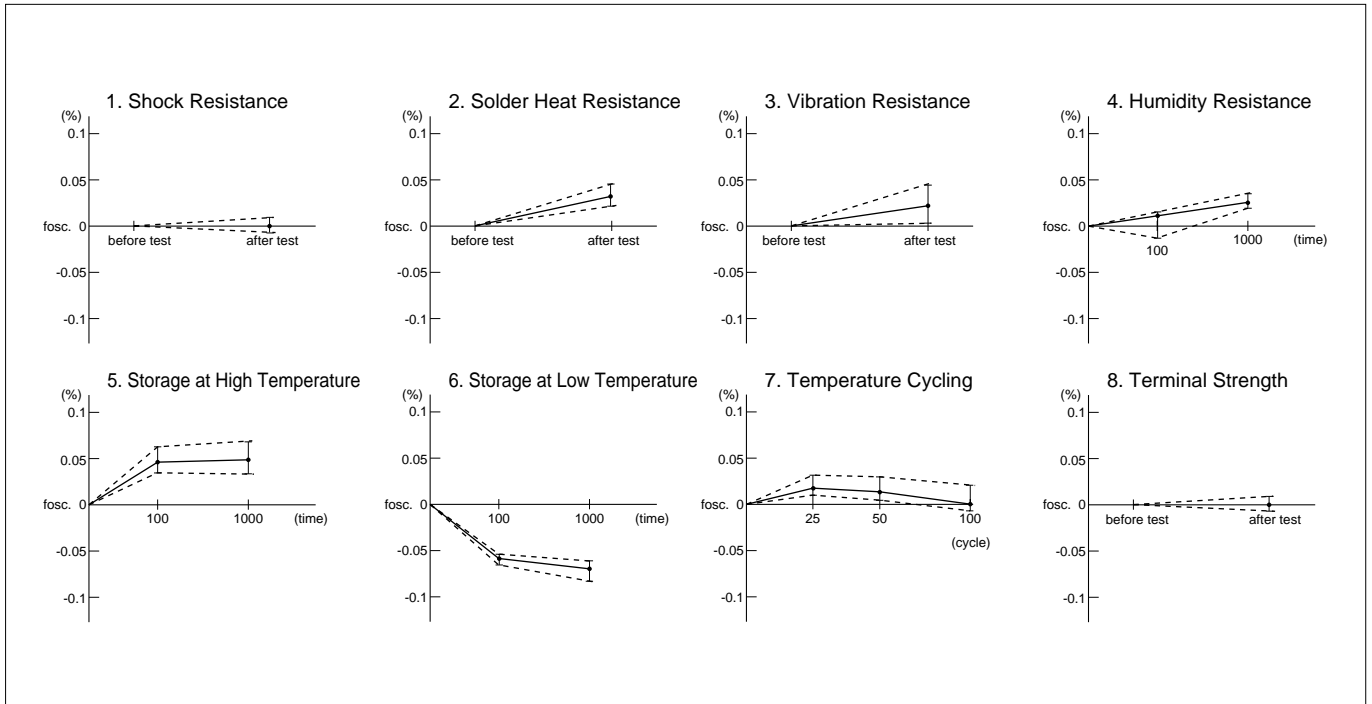 1. Shock Resistance
(%)
0.1
0.05
fosc. 0
before test after test
-0.05
-0.1
2. Solder Heat Resistance
(%)
0.1
0.05
fosc. 0
before test after test
-0.05
-0.1
3. Vibration Resistance
(%)
0.1
0.05
fosc. 0
before test after test
-0.05
-0.1
4. Humidity Resistance
(%)
0.1
0.05
fosc. 0
100 1000 (time)
-0.05
-0.1
5. Storage at High Temperature
(%)
0.1
0.05
fosc. 0
100 1000 (time)
-0.05
-0.1
6. Storage at Low Temperature
(%)
0.1
0.05
fosc. 0
100 1000 (time)
-0.05
-0.1
7. Temperature Cycling
(%)
0.1
0.05
fosc. 0
25 50 100
(cycle)
-0.05
-0.1
8. Terminal Strength
(%)
0.1
0.05
fosc. 0
before test after test
-0.05
-0.1